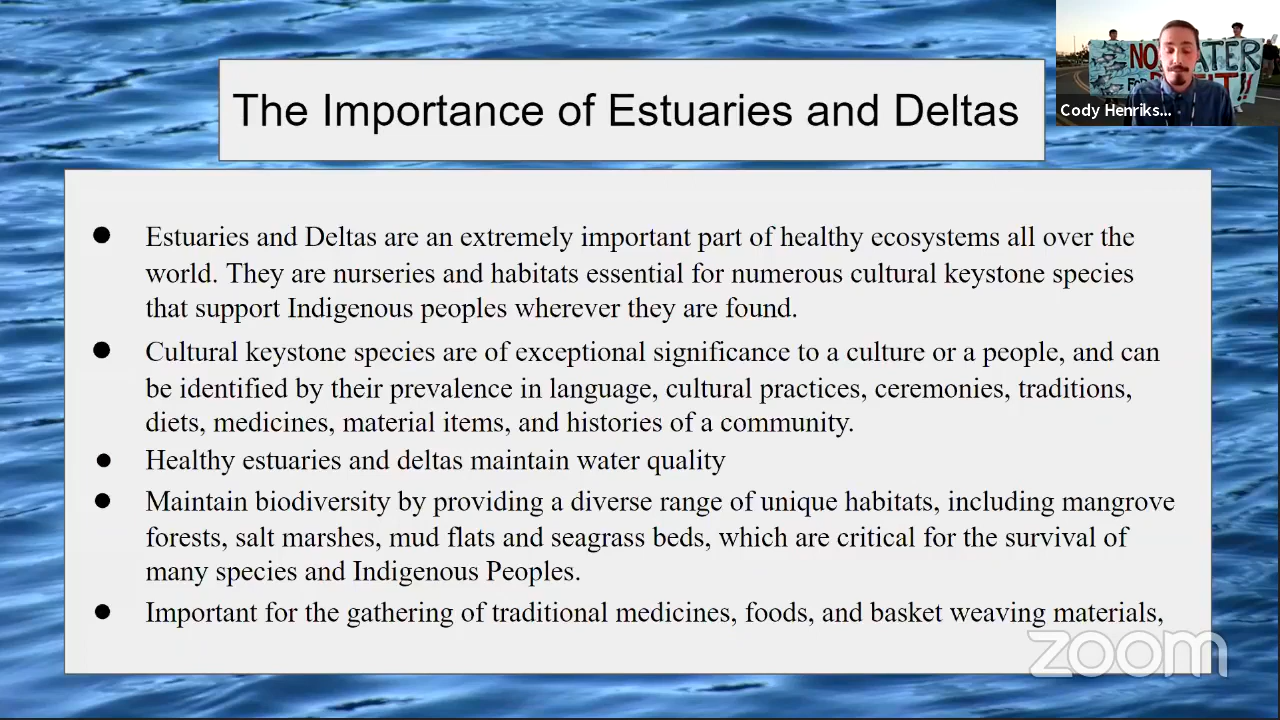 The Importance of Estuaries and Deltas
Cody Henriks...
● Estuaries and Deltas are an extremely important part of healthy ecosystems all over the
world. They are nurseries and habitats essential for numerous cultural keystone species
that support Indigenous peoples wherever they are found.
● Cultural keystone species are of exceptional significance to a culture or a people, and can
be identified by their prevalence in language, cultural practices, ceremonies, traditions,
diets, medicines, material items, and histories of a community.
● Healthy estuaries and deltas maintain water quality
● Maintain biodiversity by providing a diverse range of unique habitats, including mangrove
forests, salt marshes, mud flats and seagrass beds, which are critical for the survival of
many species and Indigenous Peoples.
● Important for the gathering of traditional medicines, foods, and basket weaving materials,
zoom